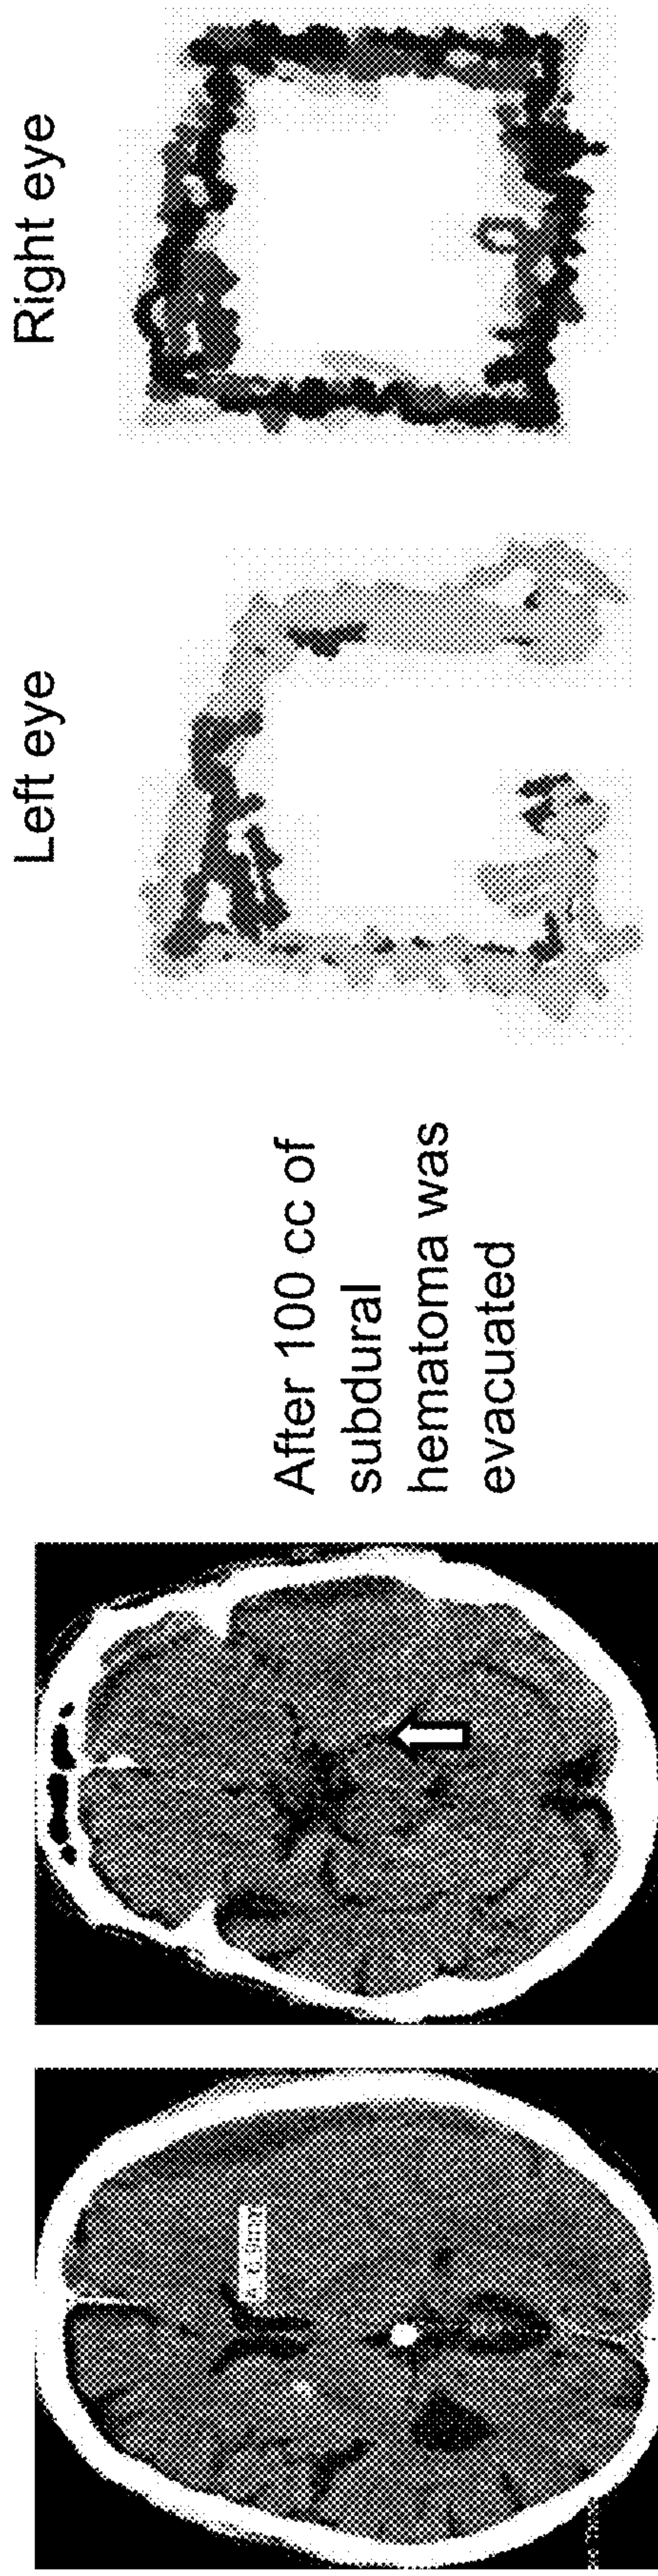 After 100 cc of
subdural
hematoma was
evacuated
Left eye
Right eye